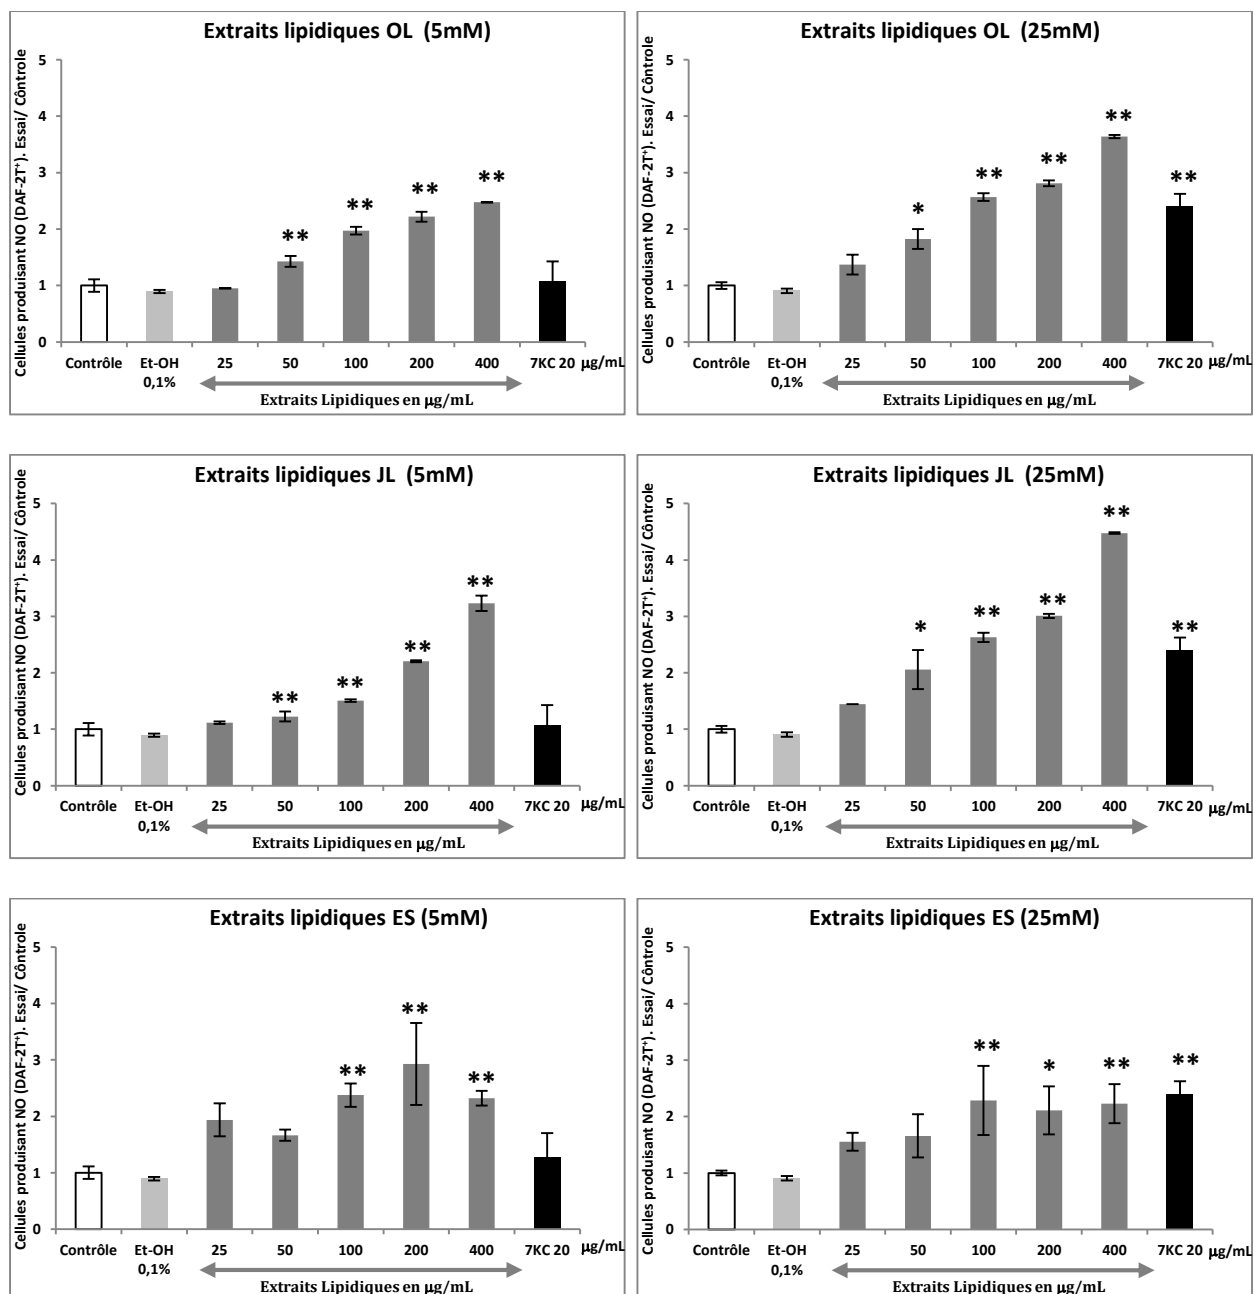 Extraits lipidiques OL (5mM)
Cellules produisant NO (DAF-2T⁺). Essai/ Côntrole
5
4
3
2
1
0
** ** ** **
Contrôle Et-OH 25 50 100 200 400 7KC 20 µg/mL
0,1%
Extraits Lipidiques en µg/mL
Extraits lipidiques OL (25mM)
Cellules produisant NO (DAF-2T⁺). Essai/ Côntrole
5
4
3
2
1
0
* ** ** ** **
Contrôle Et-OH 25 50 100 200 400 7KC 20 µg/mL
0,1%
Extraits Lipidiques en µg/mL
Extraits lipidiques JL (5mM)
Cellules produisant NO (DAF-2T⁺). Essai/ Côntrole
5
4
3
2
1
0
** ** ** **
Contrôle Et-OH 25 50 100 200 400 7KC 20 µg/mL
0,1%
Extraits Lipidiques en µg/mL
Extraits lipidiques JL (25mM)
Cellules produisant NO (DAF-2T⁺). Essai/ Côntrole
5
4
3
2
1
0
* ** ** ** **
Contrôle Et-OH 25 50 100 200 400 7KC 20 µg/mL
0,1%
Extraits Lipidiques en µg/mL
Extraits lipidiques ES (5mM)
Cellules produisant NO (DAF-2T⁺). Essai/ Côntrole
5
4
3
2
1
0
** ** **
Contrôle Et-OH 25 50 100 200 400 7KC 20 µg/mL
0,1%
Extraits Lipidiques en µg/mL
Extraits lipidiques ES (25mM)
Cellules produisant NO (DAF-2T⁺). Essai/ Côntrole
5
4
3
2
1
0
** * ** **
Contrôle Et-OH 25 50 100 200 400 7KC 20 µg/mL
0,1%
Extraits Lipidiques en µg/mL